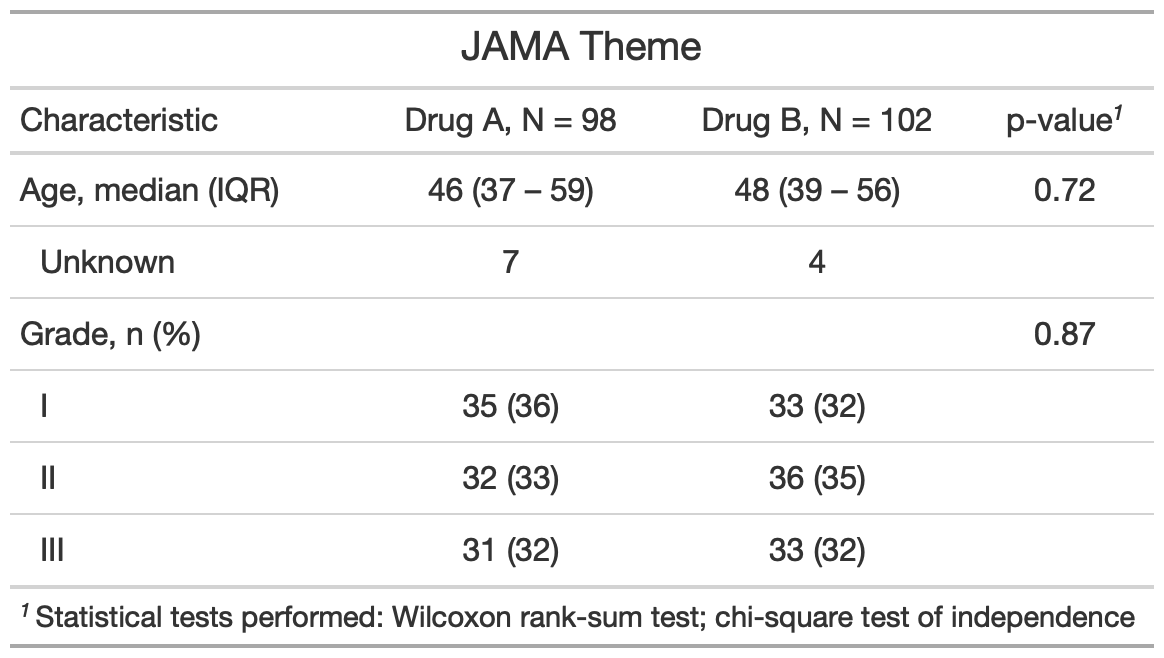 JAMA Theme
Characteristic Drug A, N = 98 Drug B, N = 102 p-value1
Age, median (IQR) 46 (37 – 59) 48 (39 – 56) 0.72
Unknown 7 4
Grade, n (%) 0.87
I 35 (36) 33 (32)
II 32 (33) 36 (35)
III 31 (32) 33 (32)
1 Statistical tests performed: Wilcoxon rank-sum test; chi-square test of independence